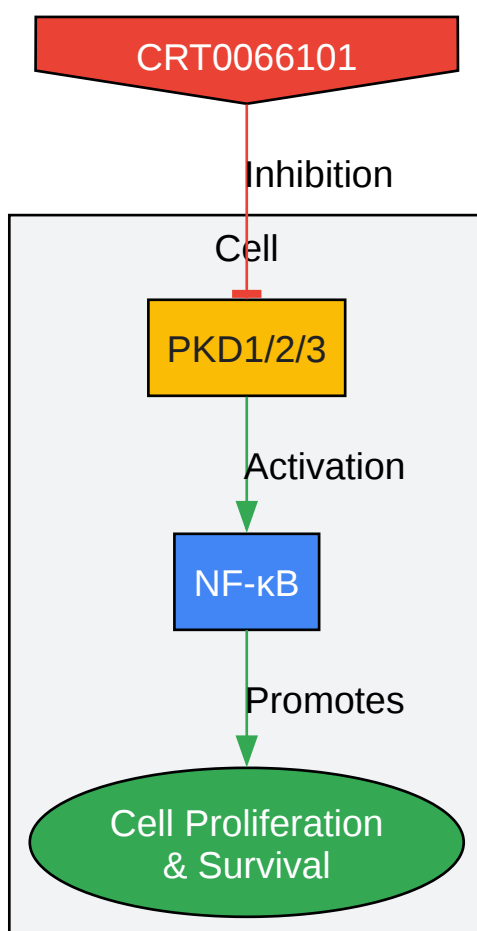 CRT0066101
Inhibition
Cell
PKD1/2/3
Activation
NF-κB
Promotes
Cell Proliferation
& Survival